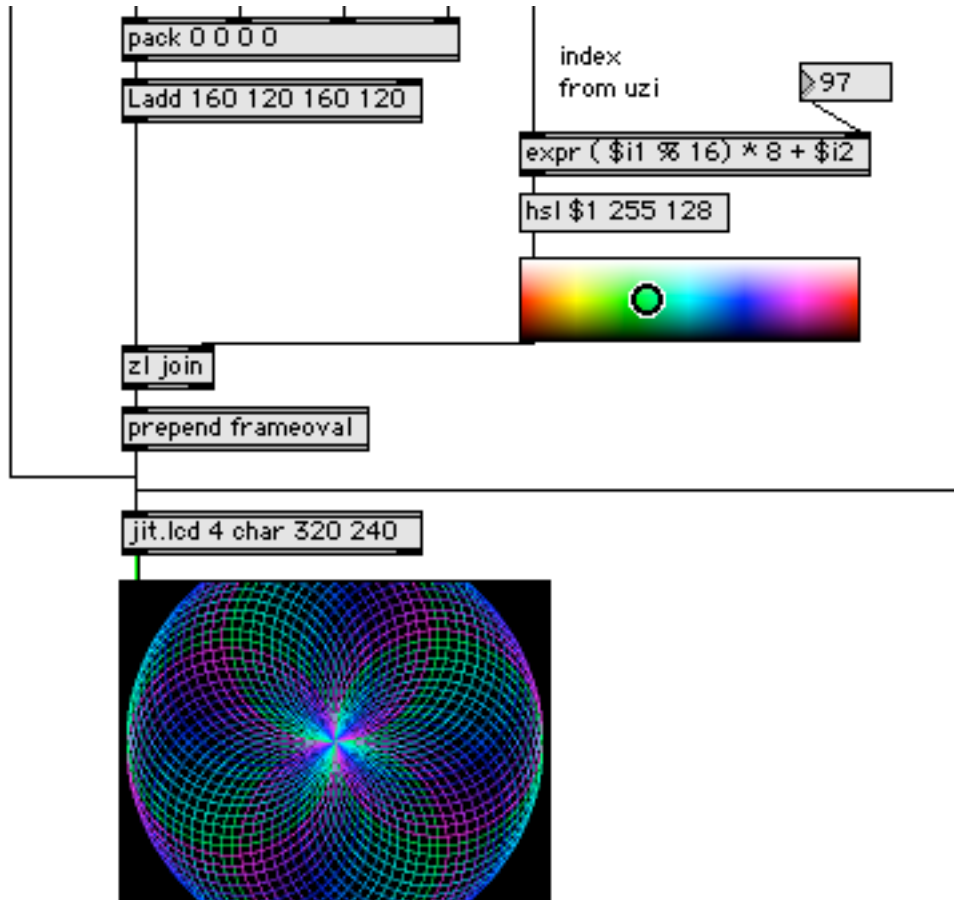 pack 0 0 0 0
index
from uzi
97
Ladd 160 120 160 120
expr ( $i1 % 16) * 8 + $i2
hsl $1 255 128
zl join
prepend frameoval
jit.lcd 4 char 320 240